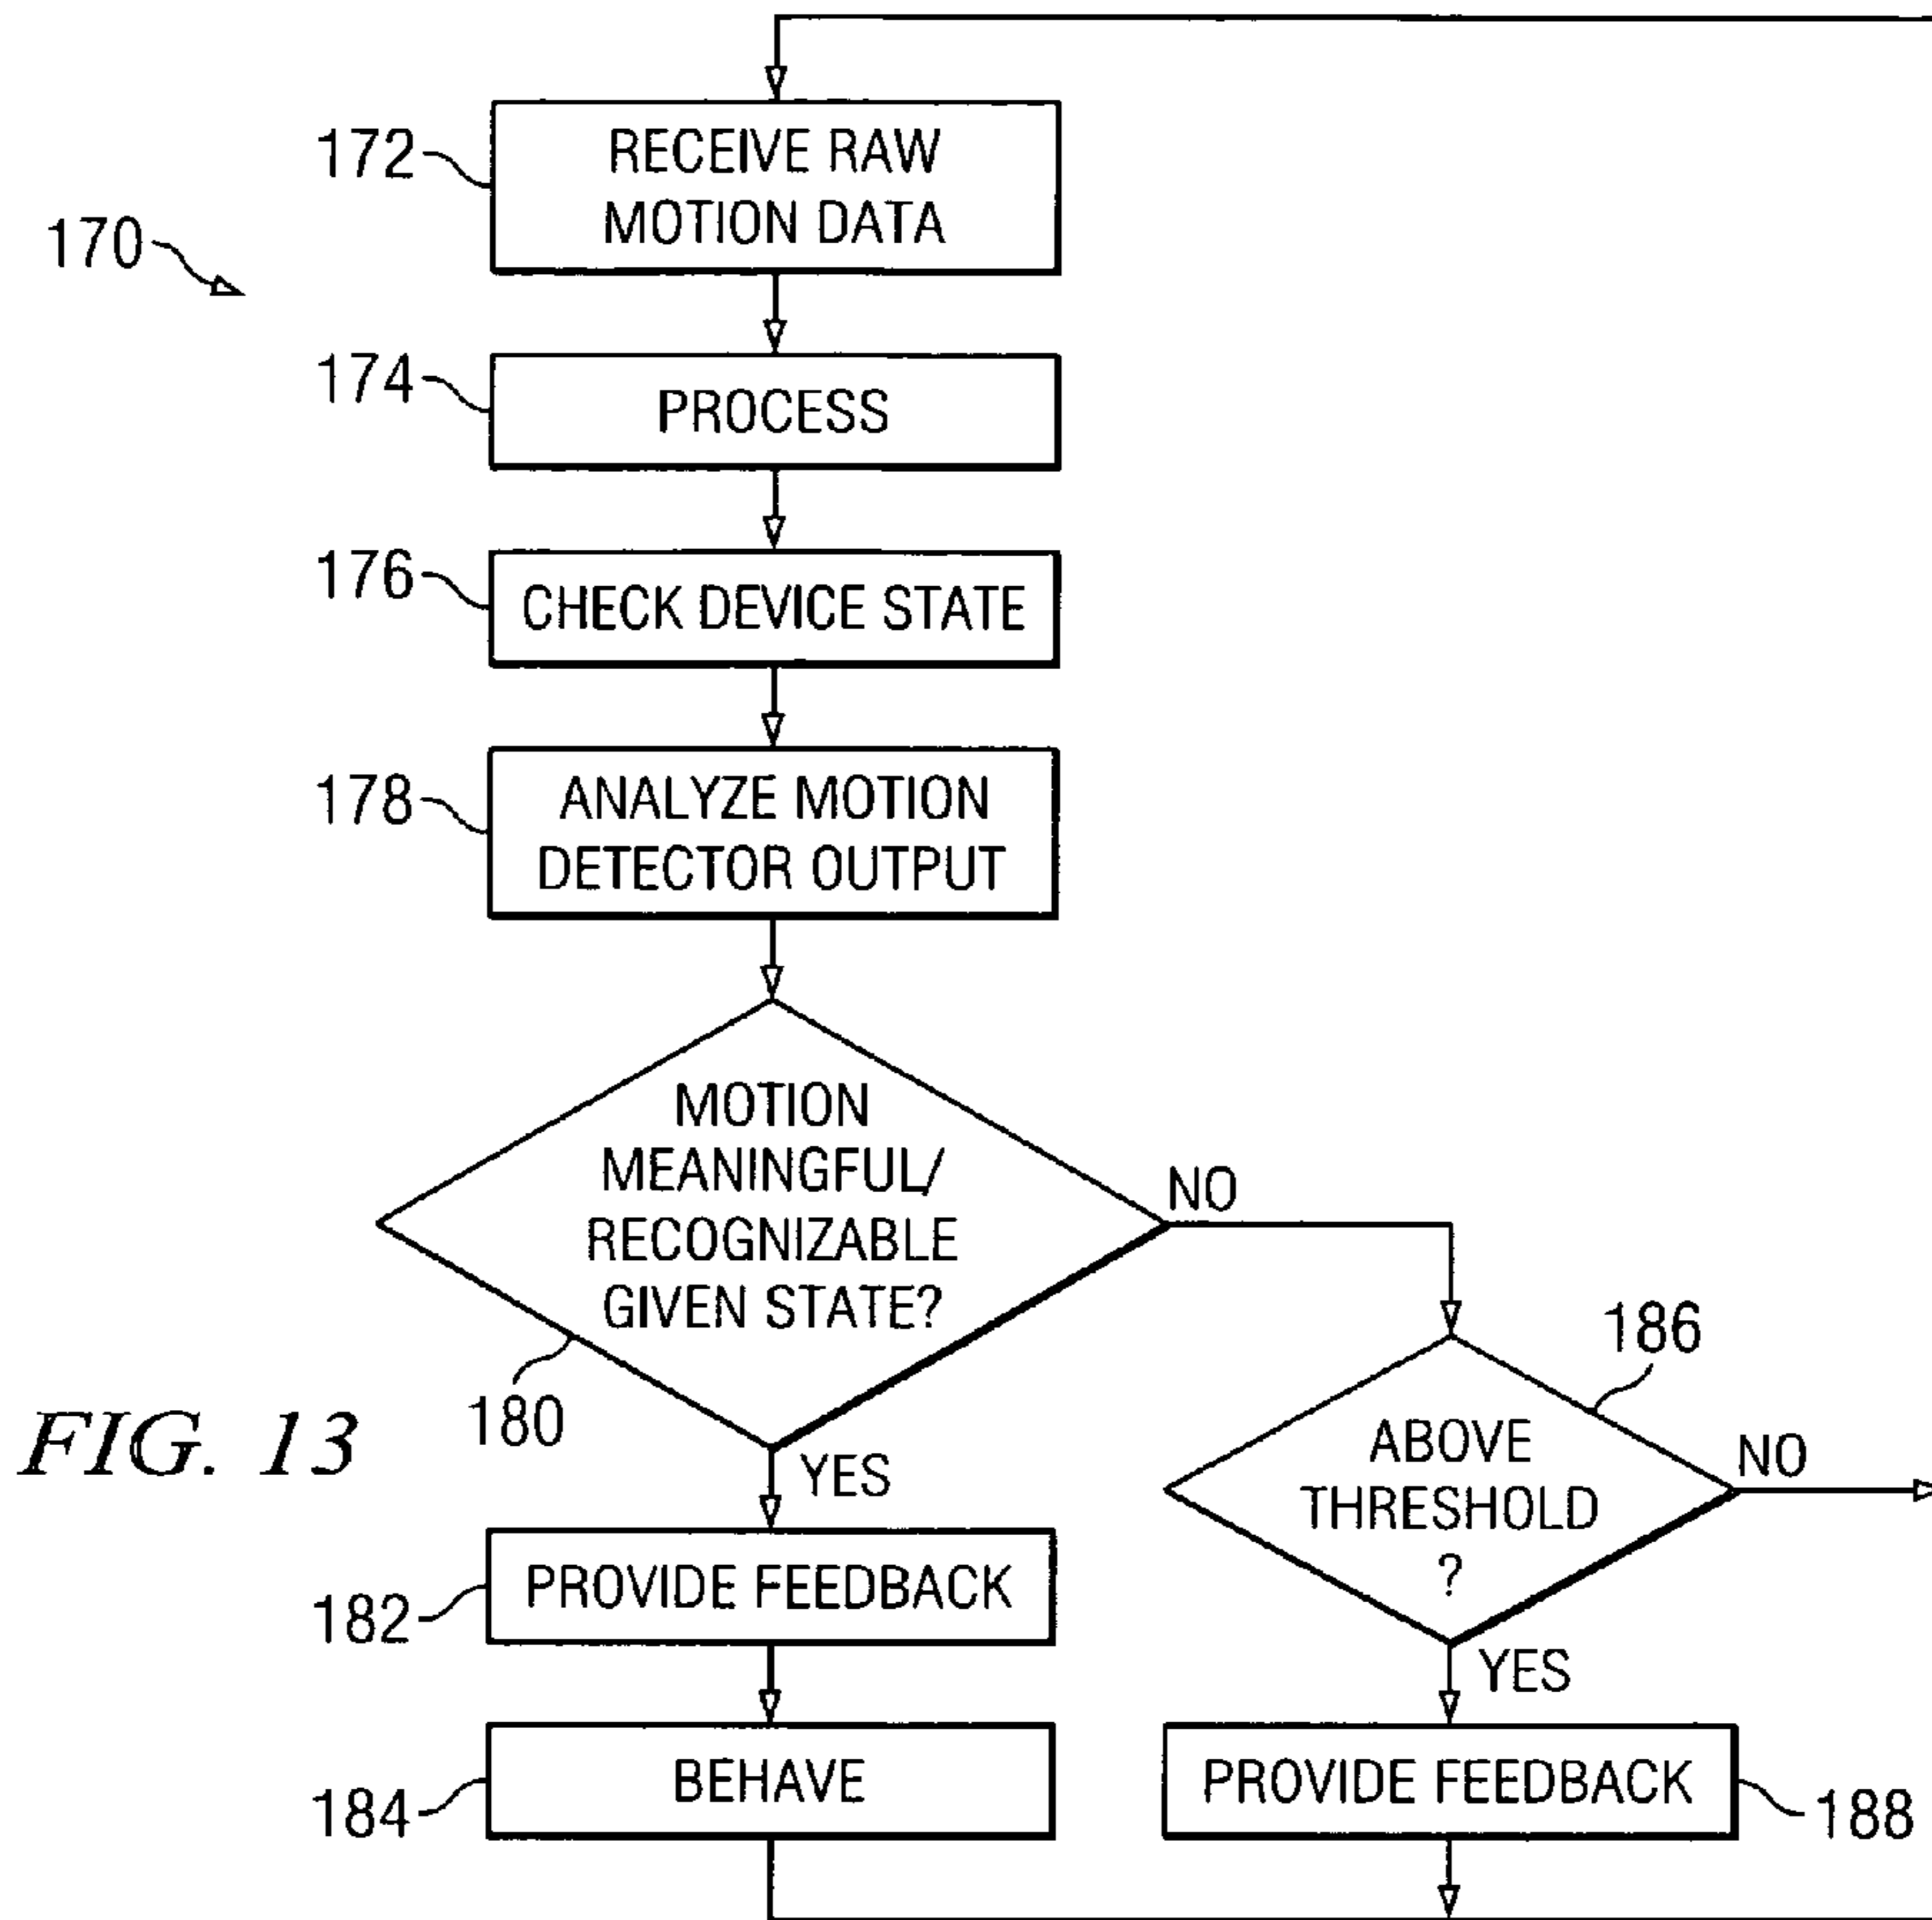 172
RECEIVE RAW
MOTION DATA
170
174
PROCESS
176
CHECK DEVICE STATE
178
ANALYZE MOTION
DETECTOR OUTPUT
MOTION
MEANINGFUL/
RECOGNIZABLE
GIVEN STATE?
NO
180
YES
186
ABOVE
THRESHOLD
?
NO
YES
FIG. 13
182
PROVIDE FEEDBACK
184
BEHAVE
PROVIDE FEEDBACK
188